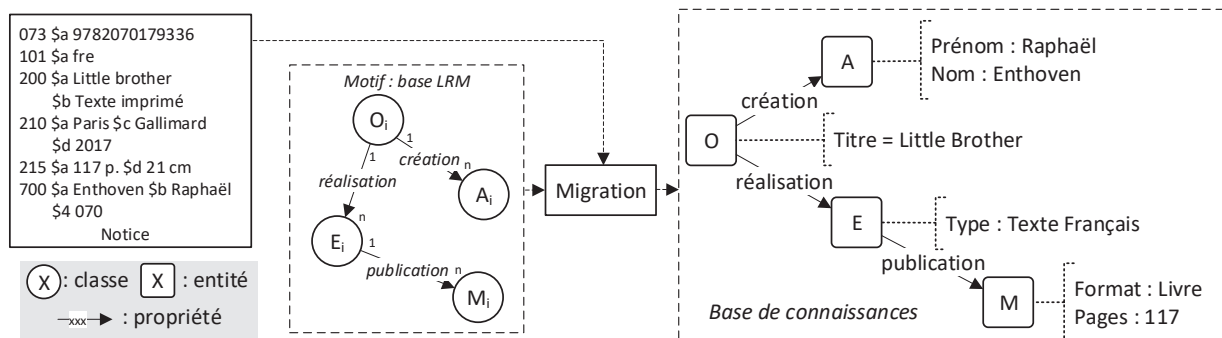 073 $a 9782070179336
101 $a fre
200 $a Little brother
$b Texte imprimé
210 $a Paris $c Gallimard
$d 2017
215 $a 117 p. $d 21 cm
700 $a Enthoven $b Raphaël
$4 070
Notice
X : classe X : entité
xxx : propriété
Motif : base LRM
Oi
1
1
création
n
réalisation
Ai
n
Ei
1
publication
n
Mi
Migration
A
Prénom : Raphaël
Nom : Enthoven
création
O
Titre = Little Brother
réalisation
E
Type : Texte Français
publication
M
Format : Livre
Pages : 117
Base de connaissances